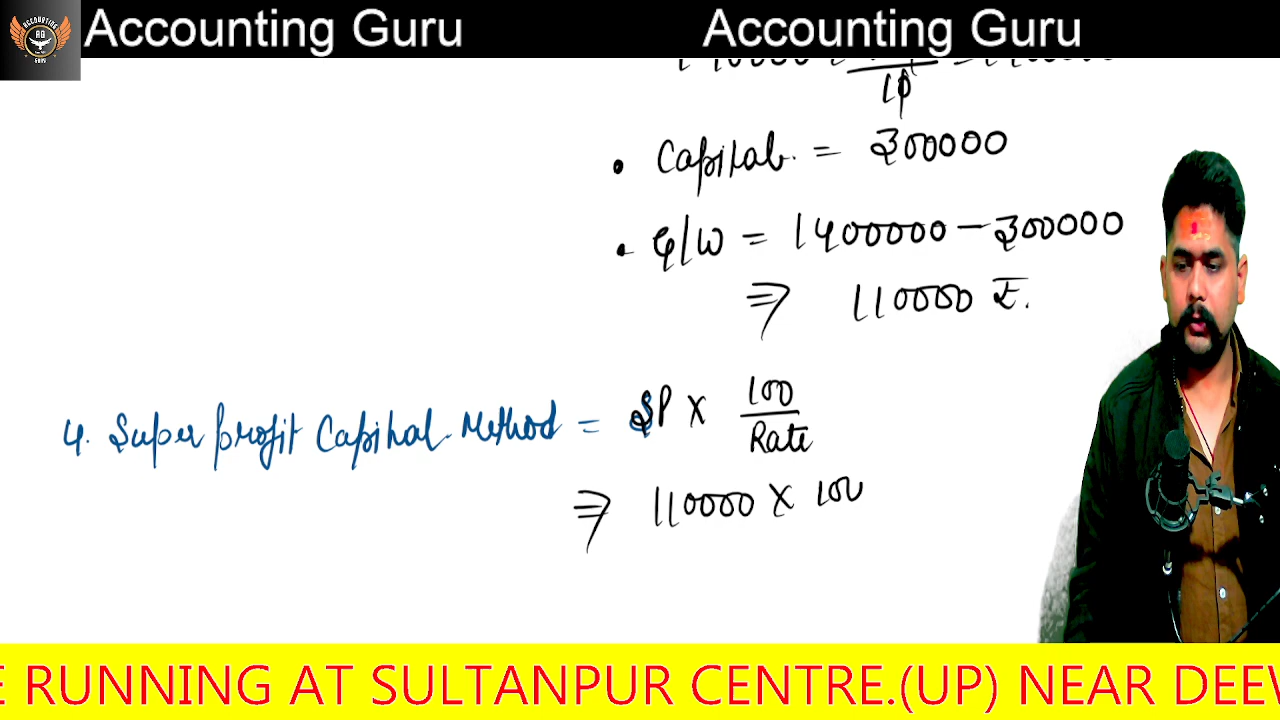 Accounting Guru
Accounting Guru
• Capital. = 300000
• G/W = 1400000 - 300000
⇒ 110000 ₹.
4. Super profit Capital Method = SP × 100/Rate
⇒ 110000 × 100
E RUNNING AT SULTANPUR CENTRE.(UP) NEAR DEEW